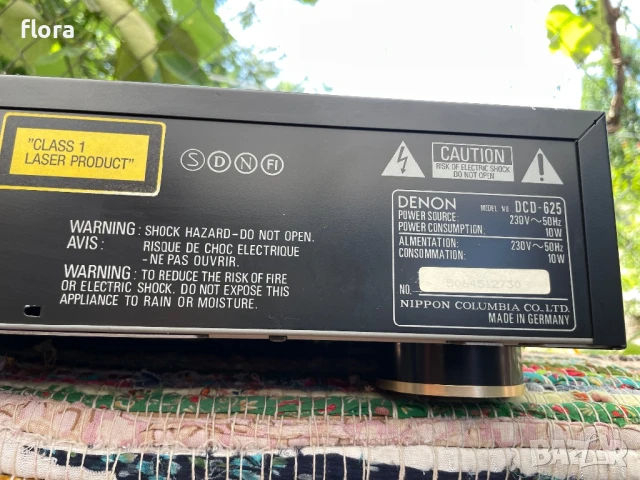 flora
"CLASS 1
LASER PRODUCT"
S D N FI
CAUTION
RISK OF ELECTRIC SHOCK
DO NOT OPEN
WARNING : SHOCK HAZARD-DO NOT OPEN.
AVIS : RISQUE DE CHOC ELECTRIQUE
-NE PAS OUVRIR.
WARNING : TO REDUCE THE RISK OF FIRE
OR ELECTRIC SHOCK. DO NOT EXPOSE THIS
APPLIANCE TO RAIN OR MOISTURE.
DENON MODEL NO. DCD-625
POWER SOURCE: 230V～50Hz
POWER CONSUMPTION: 10W
ALIMENTATION: 230V～50Hz
CONSOMMATION: 10W
NO. 5064512730
NIPPON COLUMBIA CO.,LTD.
MADE IN GERMANY
BAZAR